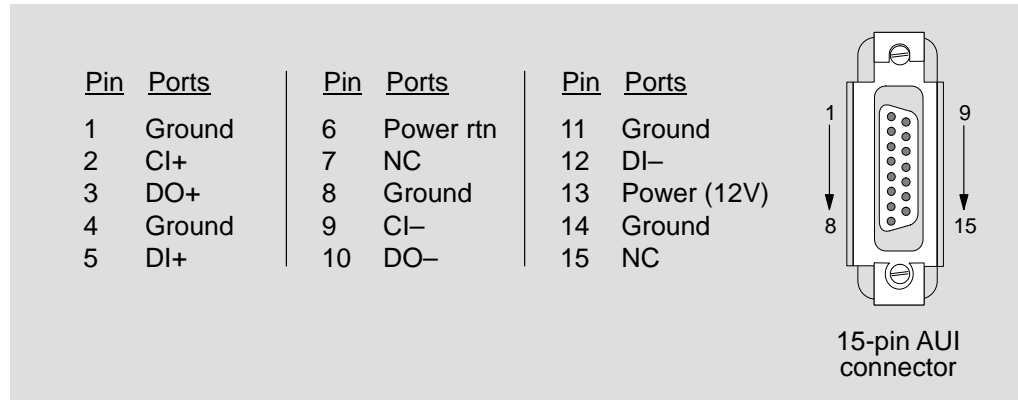 Pin Ports
1 Ground
2 CI+
3 DO+
4 Ground
5 DI+
Pin Ports
6 Power rtn
7 NC
8 Ground
9 CI–
10 DO–
Pin Ports
11 Ground
12 DI–
13 Power (12V)
14 Ground
15 NC
1 9
8 15
15-pin AUI
connector